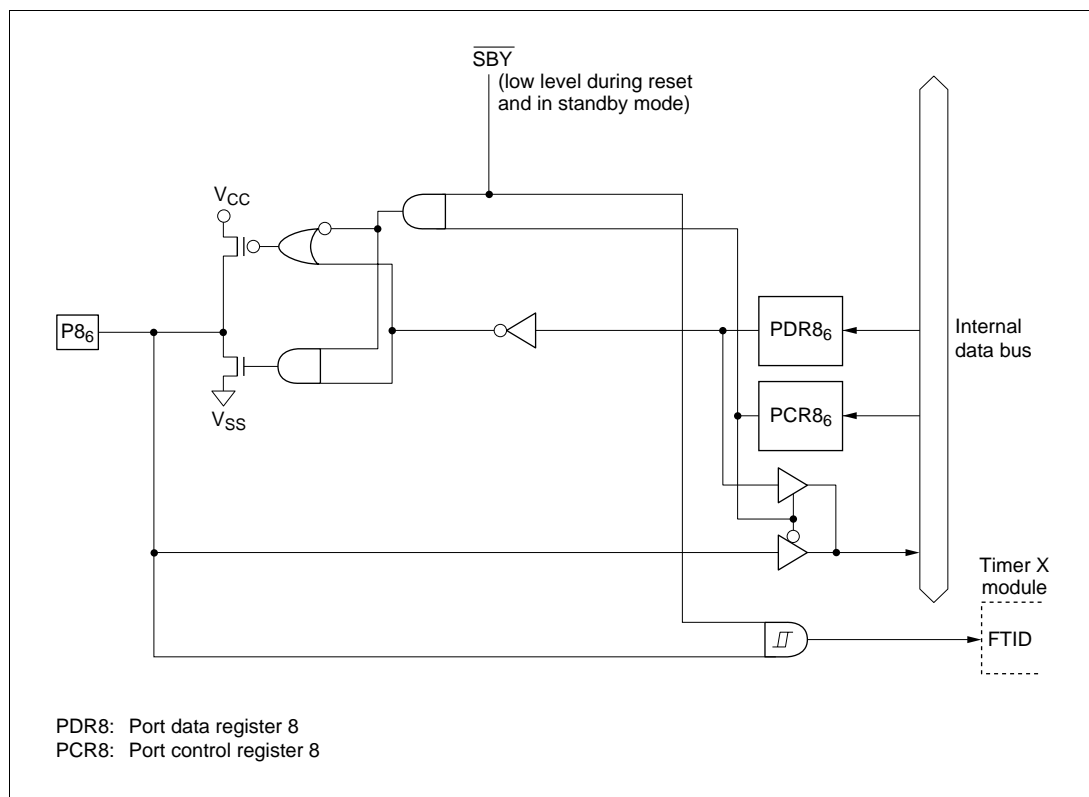 SBY
(low level during reset
and in standby mode)
VCC
P86
VSS
PDR86
PCR86
Internal
data bus
Timer X
module
FTID
PDR8: Port data register 8
PCR8: Port control register 8